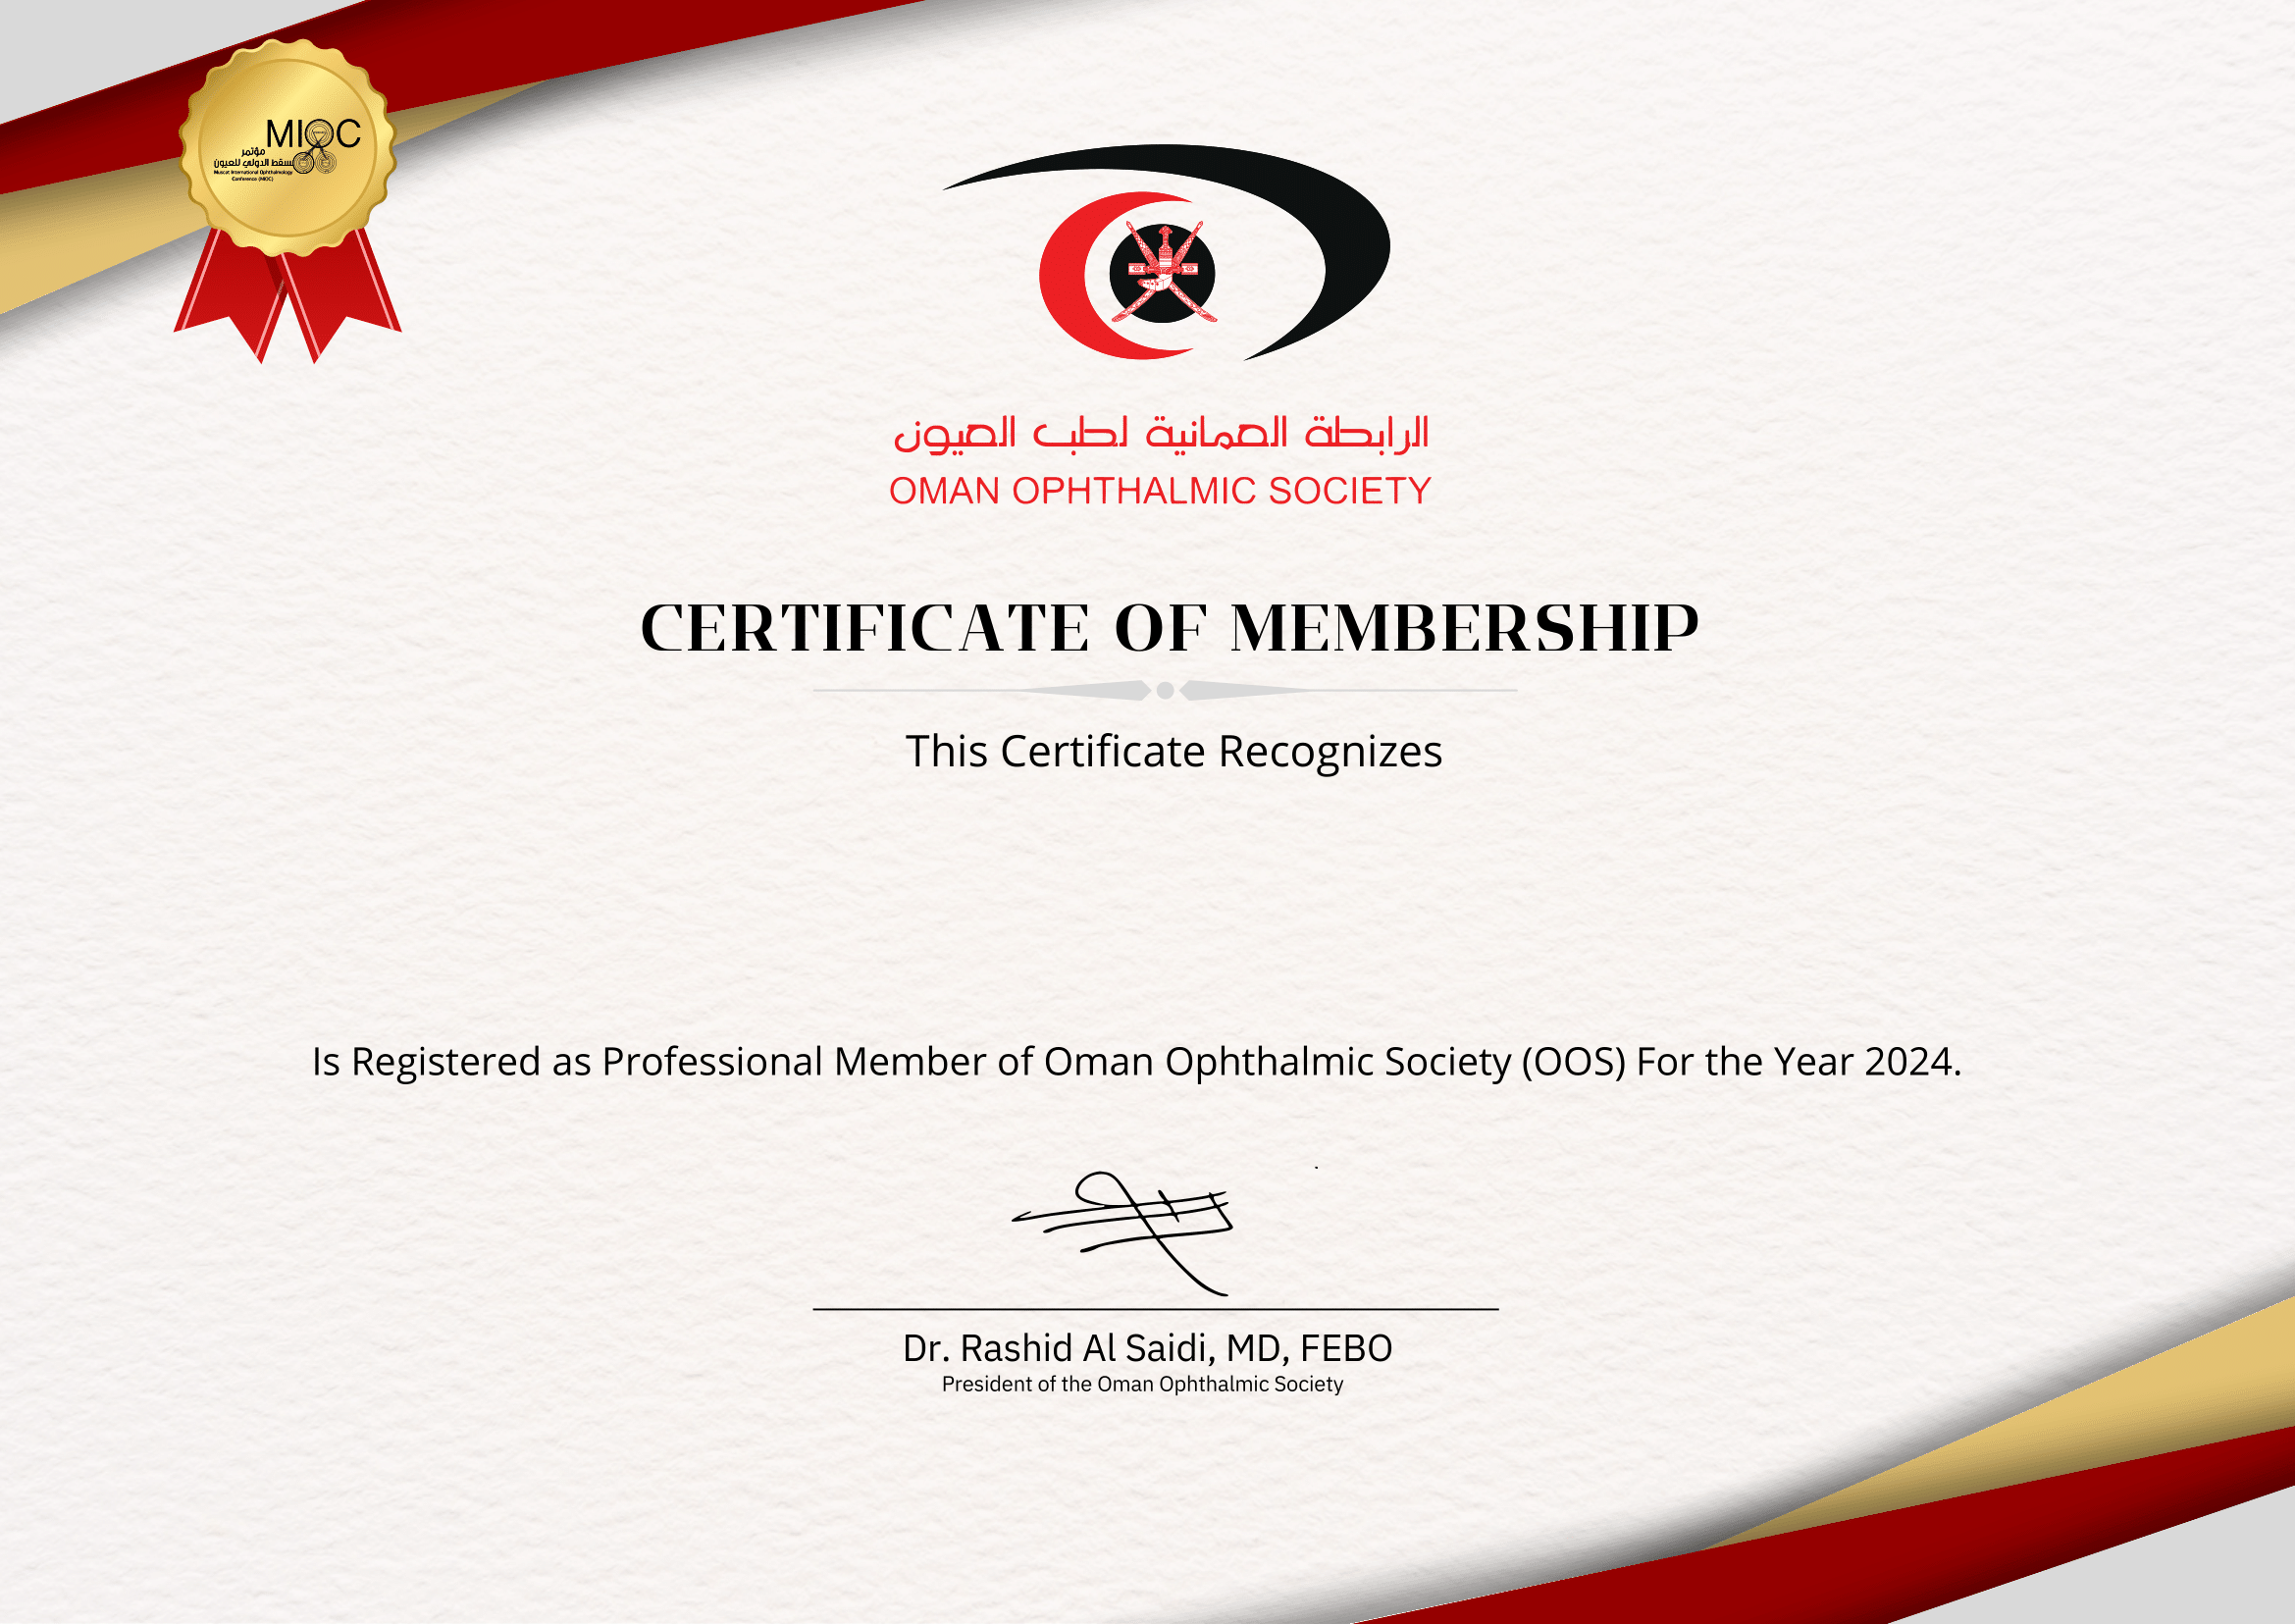 MIOC
مؤتمر
مسقط الدولي للعيون
Muscat International Ophthalmology
Conference (MIOC)
الرابطة العمانية لطب العيون
OMAN OPHTHALMIC SOCIETY
CERTIFICATE OF MEMBERSHIP
This Certificate Recognizes
Is Registered as Professional Member of Oman Ophthalmic Society (OOS) For the Year 2024.
Dr. Rashid Al Saidi, MD, FEBO
President of the Oman Ophthalmic Society